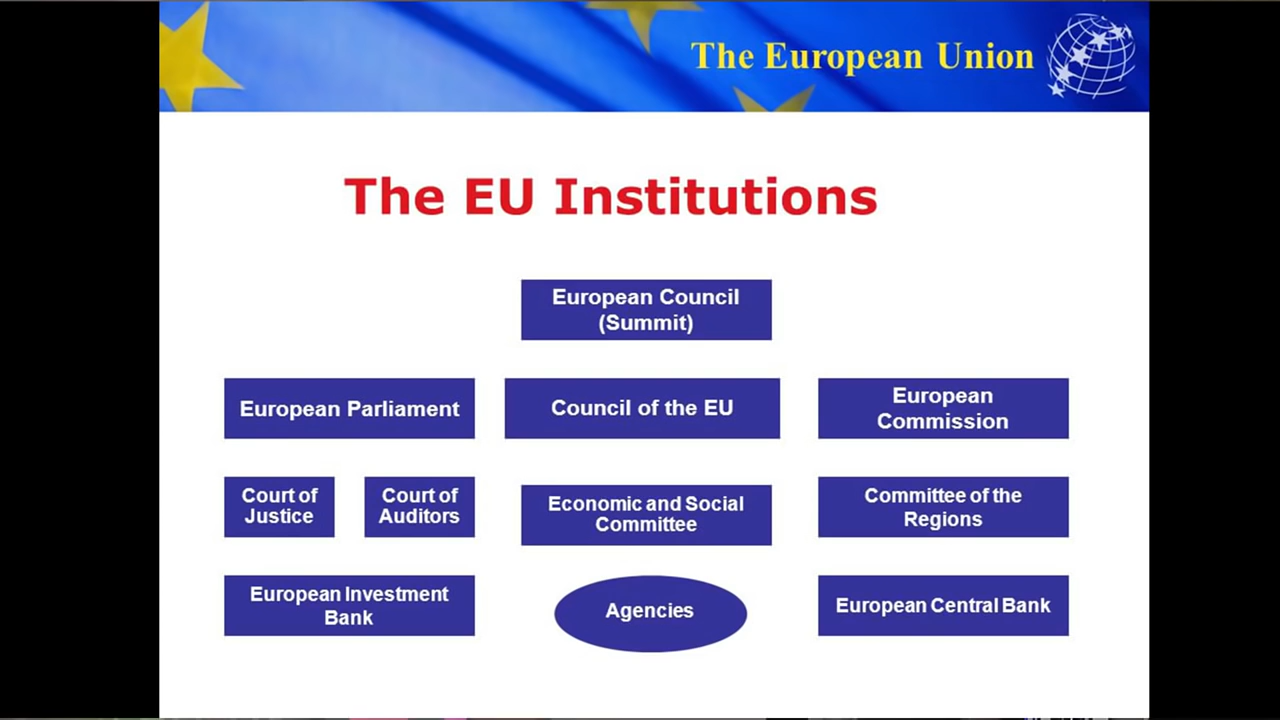 The European Union
The EU Institutions
European Council
(Summit)
European Parliament
Council of the EU
European
Commission
Court of
Justice
Court of
Auditors
Economic and Social
Committee
Committee of the
Regions
European Investment
Bank
Agencies
European Central Bank